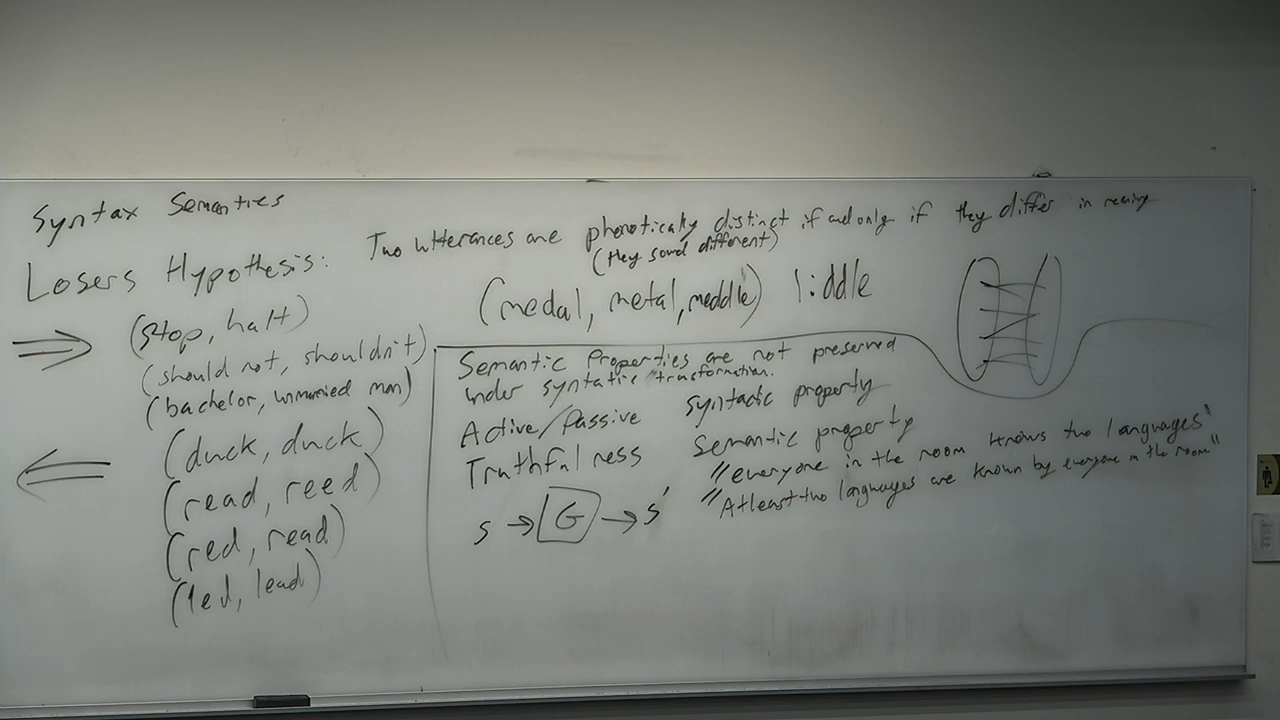 Syntax Semantics
Losers Hypothesis: Two utterances are phonetically distinct if and only if they differ in meaning
(they sound different)
(stop, halt)
(should not, shouldn't)
(bachelor, unmarried man)
(duck, duck)
(read, reed)
(red, read)
(led, lead)
(medal, metal, meddle) l:ddle
Semantic Properties are not preserved
under syntatic transformation.
Active/Passive syntactic property
Truthfulness Semantic property
"everyone in the room knows two languages"
"Atleast two languages are known by everyone in the room"
S → G → S'